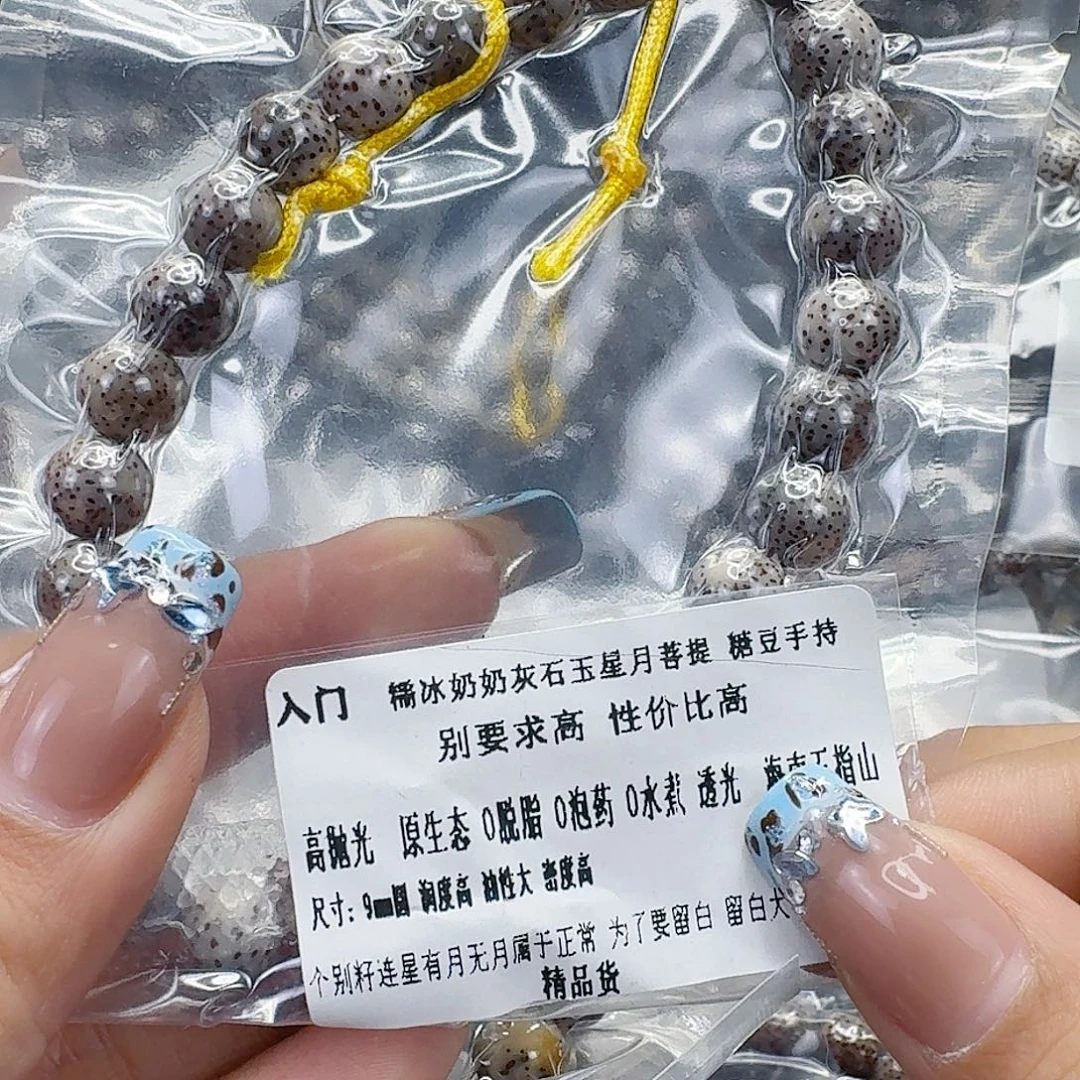 入门 糯冰奶奶灰石玉星月菩提 糖豆手持
别要求高 性价比高
高抛光 原生态 0脱脂 0泡药 0水煮 透光 海南五指山
尺寸：9mm圆 润度高 油性大 密度高
个别籽连星有月无月属于正常 为了要留白 留白大
精品货